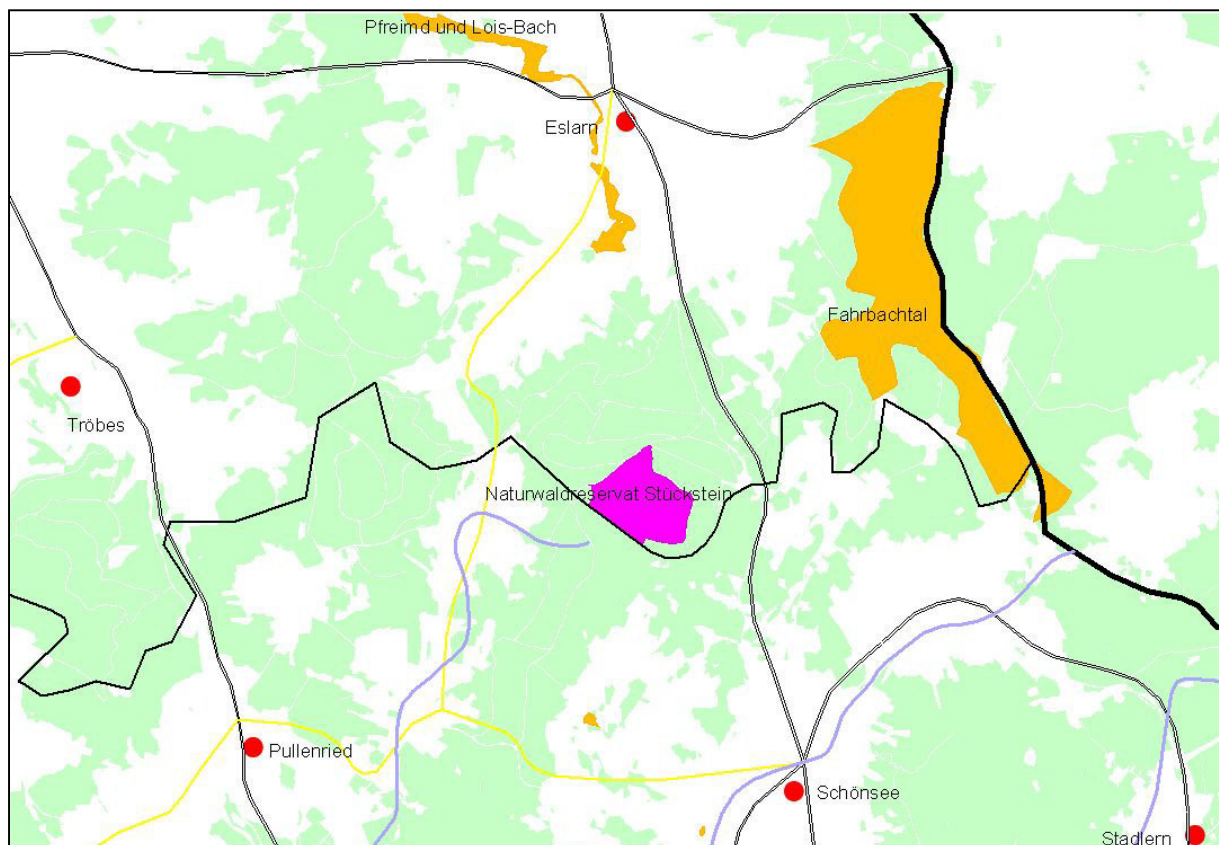 Pfreimd und Lois-Bach
Eslarn
Fahrbachtal
Tröbes
Naturwaldreservat Stückstein
Pullenried
Schönsee
Stadlern